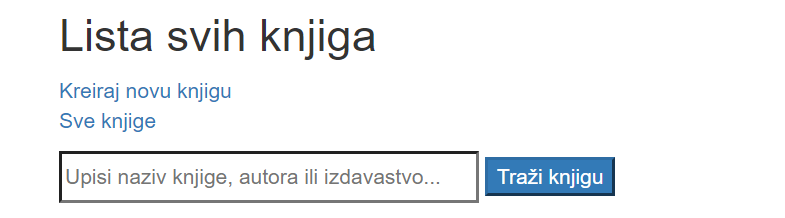 Lista svih knjiga
Kreiraj novu knjigu
Sve knjige
Upisi naziv knjige, autora ili izdavastvo... Traži knjigu